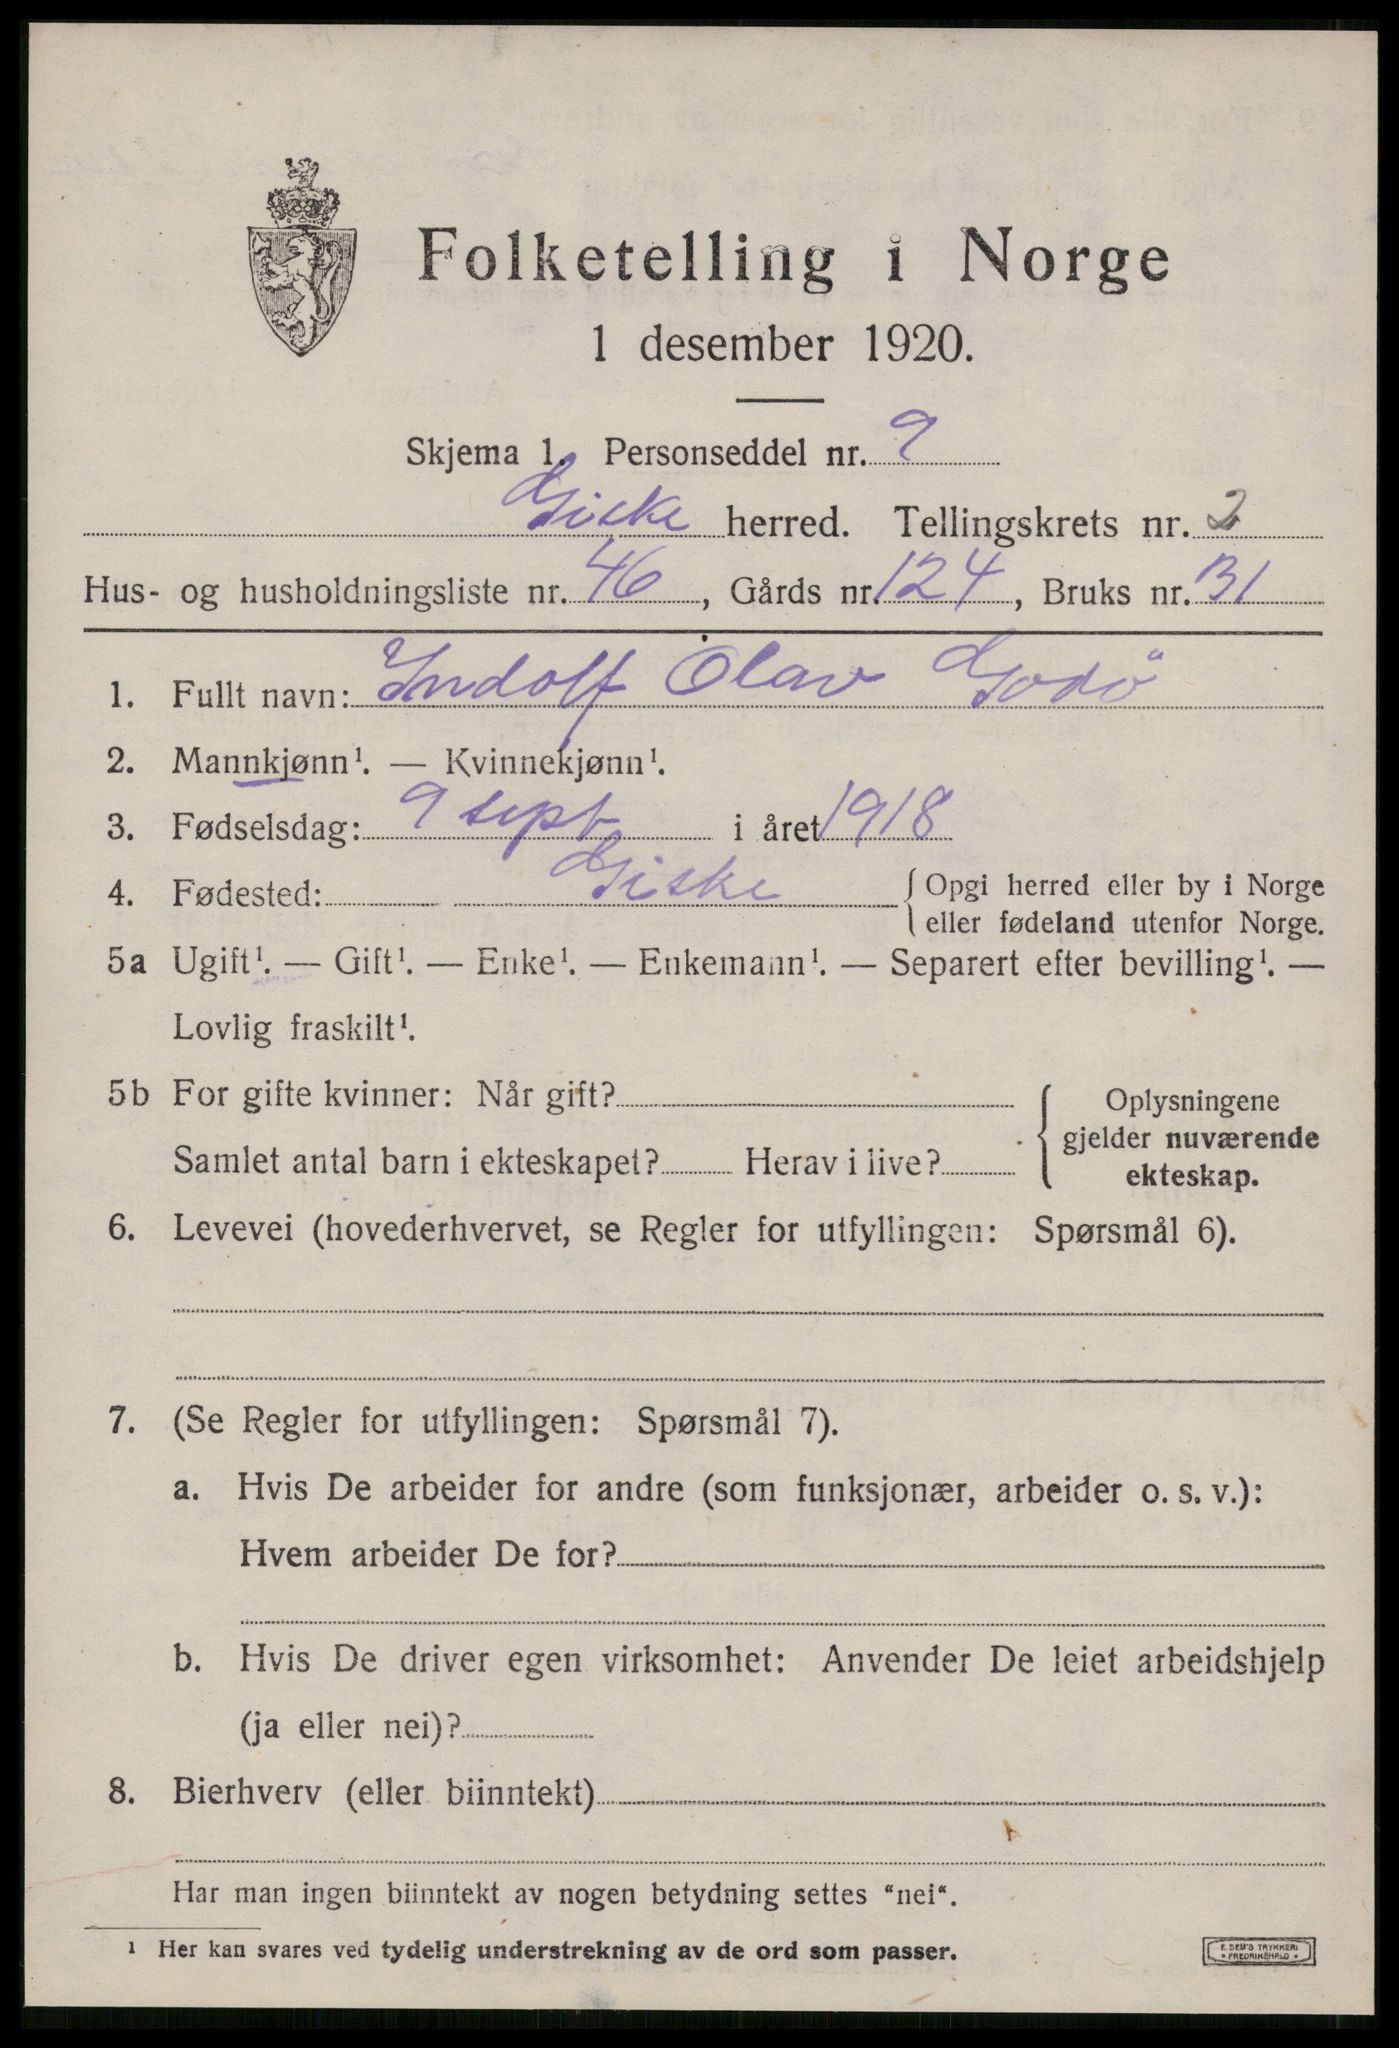 Folketelling i Norge
1 desember 1920.
Skjema 1. Personseddel nr. 9
Giske herred. Tellingskrets nr. 2
Hus- og husholdningsliste nr. 46, Gårds nr. 124, Bruks nr. 31
1. Fullt navn: Indolf Olav Godö
2. Mannkjønn¹. — Kvinnekjønn¹.
3. Fødselsdag: 9 sept i året 1918
4. Fødested: Giske { Opgi herred eller by i Norge
eller fødeland utenfor Norge.
5a Ugift¹. — Gift¹. — Enke¹. — Enkemann¹. — Separert efter bevilling¹. —
Lovlig fraskilt¹.
5b For gifte kvinner: Når gift?
Samlet antal barn i ekteskapet? Herav i live?
Oplysningene
gjelder nuværende
ekteskap.
6. Levevei (hovederhvervet, se Regler for utfyllingen: Spørsmål 6).
7. (Se Regler for utfyllingen: Spørsmål 7).
a. Hvis De arbeider for andre (som funksjonær, arbeider o. s. v.):
Hvem arbeider De for?
b. Hvis De driver egen virksomhet: Anvender De leiet arbeidshjelp
(ja eller nei)?
8. Bierhverv (eller biinntekt)
Har man ingen biinntekt av nogen betydning settes “nei“.
¹ Her kan svares ved tydelig understrekning av de ord som passer.
E. SEM'S TRYKKERI
• FREDRIKSHALD •